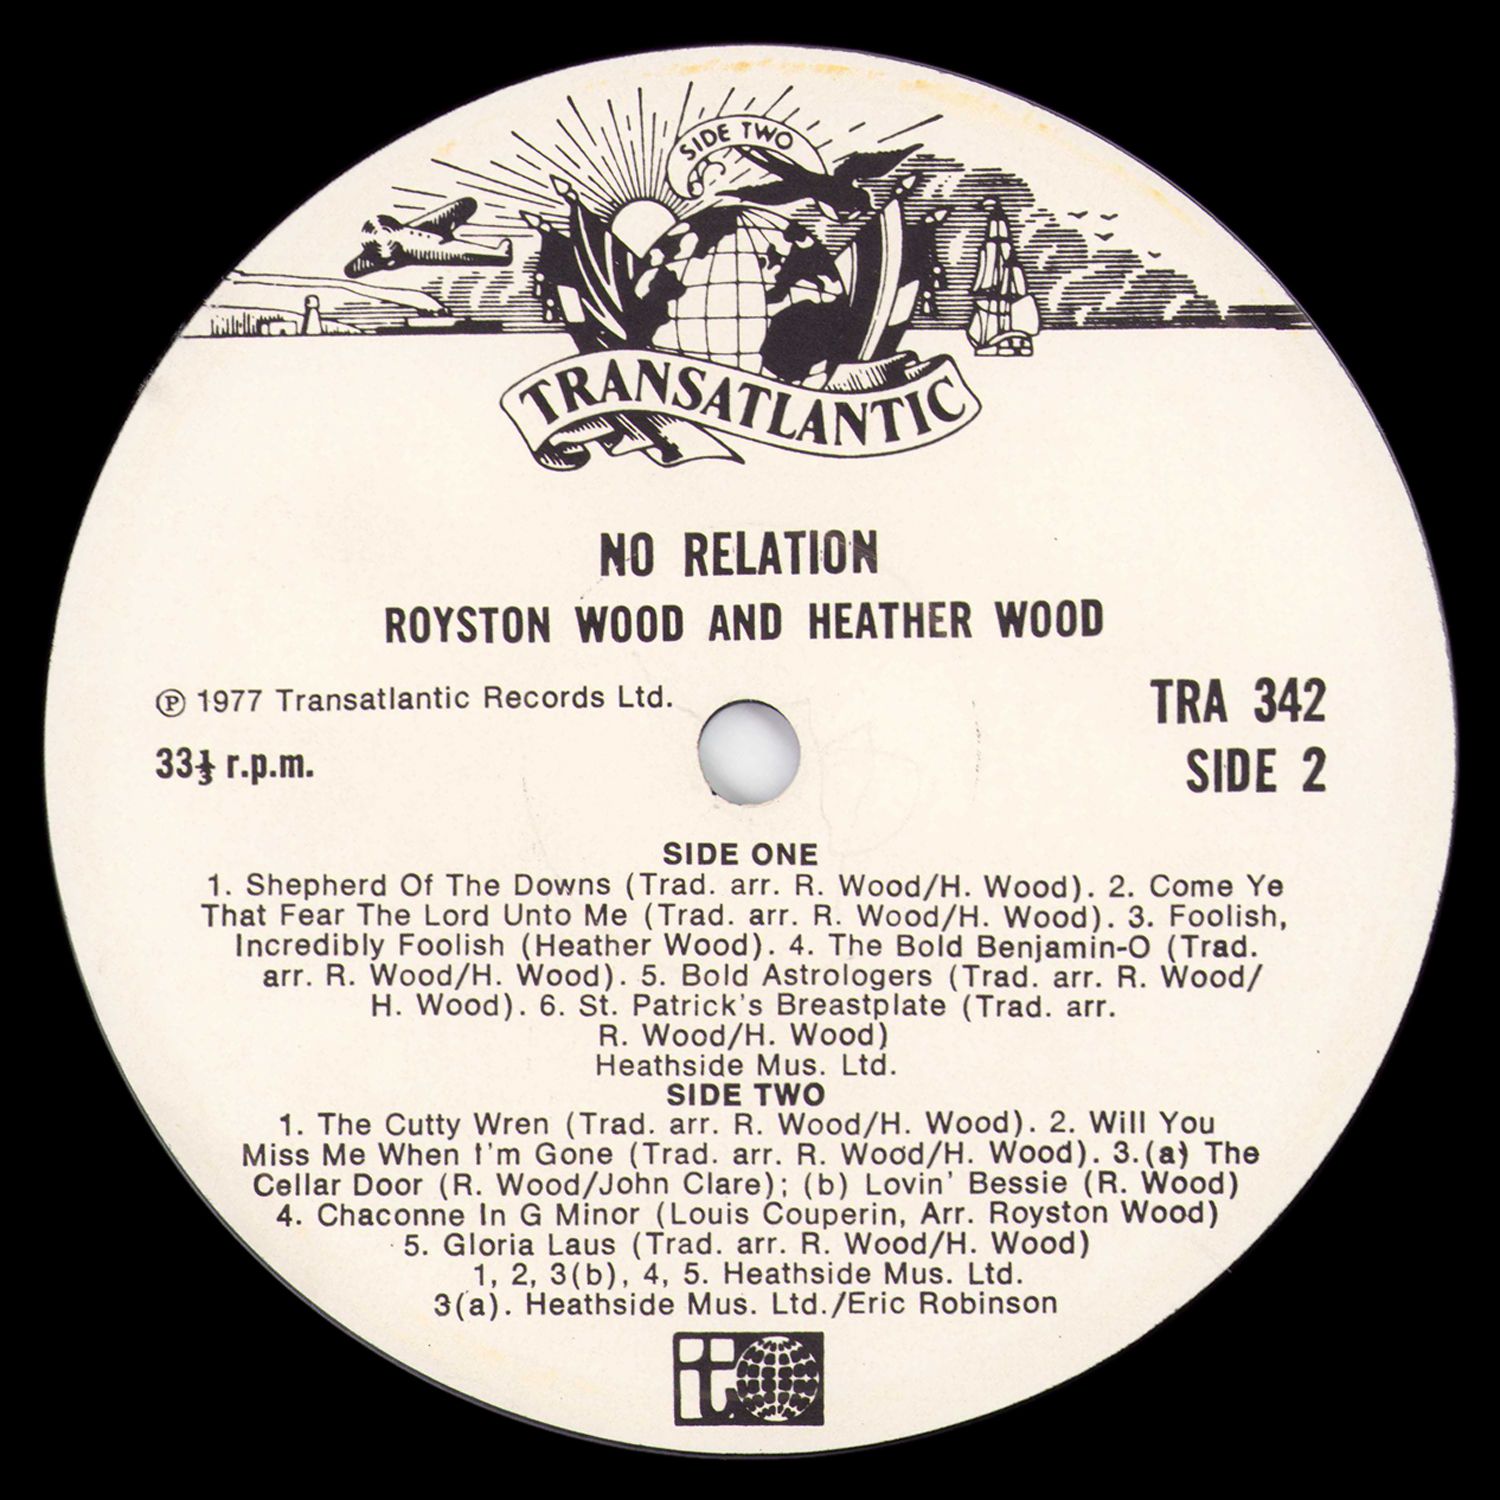 SIDE TWO
TRANSATLANTIC
NO RELATION
ROYSTON WOOD AND HEATHER WOOD
℗ 1977 Transatlantic Records Ltd.
TRA 342
33⅓ r.p.m.
SIDE 2
SIDE ONE
1. Shepherd Of The Downs (Trad. arr. R. Wood/H. Wood). 2. Come Ye
That Fear The Lord Unto Me (Trad. arr. R. Wood/H. Wood). 3. Foolish,
Incredibly Foolish (Heather Wood). 4. The Bold Benjamin-O (Trad.
arr. R. Wood/H. Wood). 5. Bold Astrologers (Trad. arr. R. Wood/
H. Wood). 6. St. Patrick's Breastplate (Trad. arr.
R. Wood/H. Wood)
Heathside Mus. Ltd.
SIDE TWO
1. The Cutty Wren (Trad. arr. R. Wood/H. Wood). 2. Will You
Miss Me When I'm Gone (Trad. arr. R. Wood/H. Wood). 3.(a) The
Cellar Door (R. Wood/John Clare); (b) Lovin' Bessie (R. Wood)
4. Chaconne In G Minor (Louis Couperin, Arr. Royston Wood)
5. Gloria Laus (Trad. arr. R. Wood/H. Wood)
1, 2, 3(b), 4, 5. Heathside Mus. Ltd.
3(a). Heathside Mus. Ltd./Eric Robinson
it